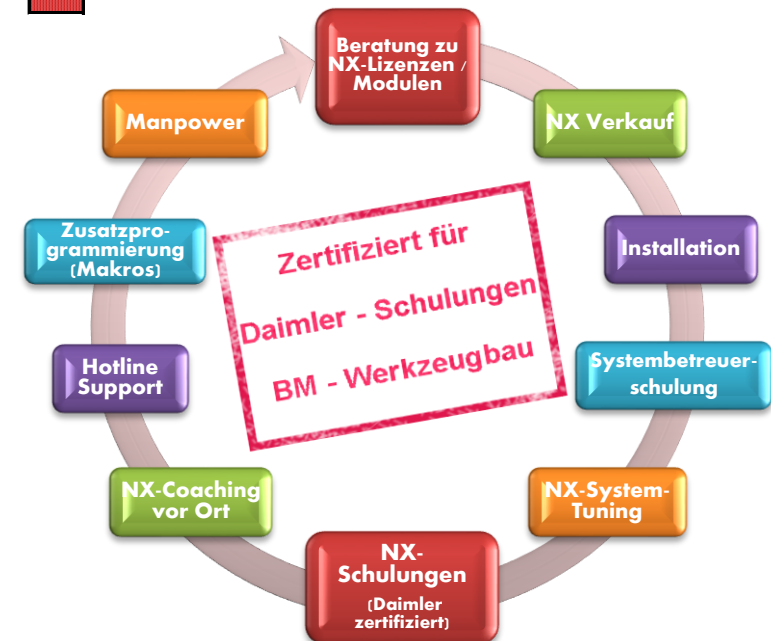 Beratung zu
NX-Lizenzen /
Modulen
NX Verkauf
Installation
Systembetreuer-
schulung
NX-System-
Tuning
NX-
Schulungen
(Daimler
zertifiziert)
NX-Coaching
vor Ort
Hotline
Support
Zusatzpro-
grammierung
(Makros)
Manpower
Zertifiziert für
Daimler - Schulungen
BM - Werkzeugbau